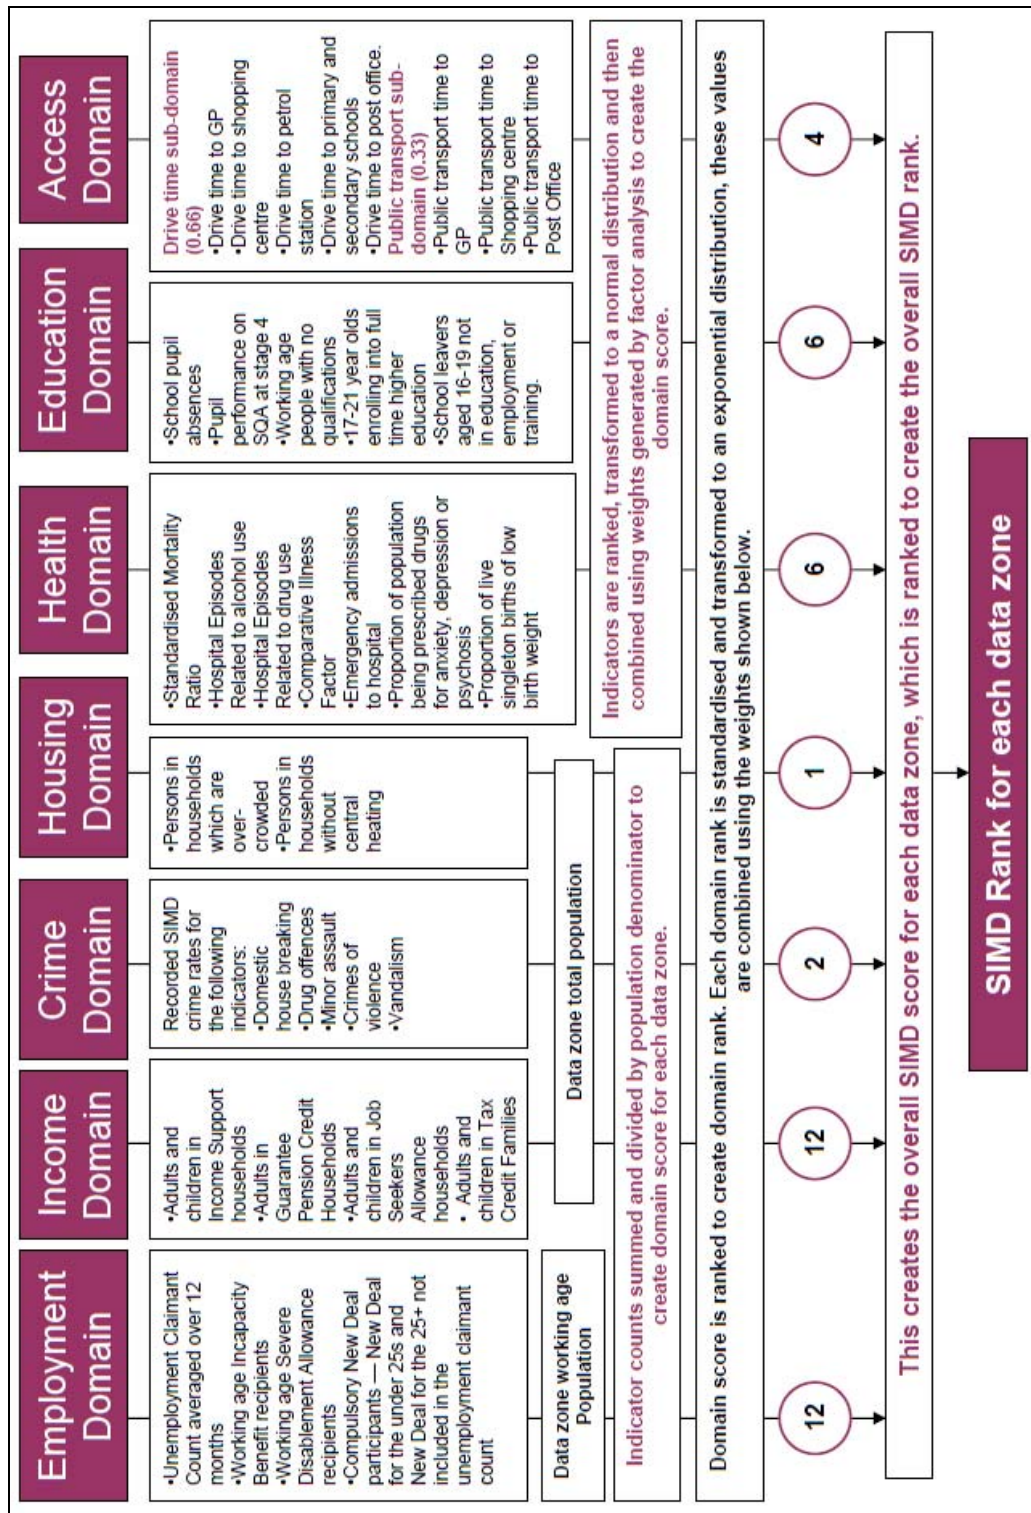 Employment
Domain
Income
Domain
Crime
Domain
Housing
Domain
Health
Domain
Education
Domain
Access
Domain
•Unemployment Claimant
Count averaged over 12
months
•Working age Incapacity
Benefit recipients
•Working age Severe
Disablement Allowance
recipients
•Compulsory New Deal
participants — New Deal
for the under 25s and
New Deal for the 25+ not
included in the
unemployment claimant
count
•Adults and
children in
Income Support
households
•Adults in
Guarantee
Pension Credit
Households
•Adults and
children in Job
Seekers
Allowance
households
• Adults and
children in Tax
Credit Families
Recorded SIMD
crime rates for
the following
indicators:
•Domestic
house breaking
•Drug offences
•Minor assault
•Crimes of
violence
•Vandalism
•Persons in
households
which are
over-
crowded
•Persons in
households
without
central
heating
•Standardised Mortality
Ratio
•Hospital Episodes
Related to alcohol use
•Hospital Episodes
Related to drug use
•Comparative Illness
Factor
•Emergency admissions
to hospital
•Proportion of population
being prescribed drugs
for anxiety, depression or
psychosis
•Proportion of live
singleton births of low
birth weight
•School pupil
absences
•Pupil
performance on
SQA at stage 4
•Working age
people with no
qualifications
•17-21 year olds
enrolling into full
time higher
education
•School leavers
aged 16-19 not
in education,
employment or
training.
Drive time sub-domain
(0.66)
•Drive time to GP
•Drive time to shopping
centre
•Drive time to petrol
station
•Drive time to primary and
secondary schools
•Drive time to post office.
Public transport sub-
domain (0.33)
•Public transport time to
GP
•Public transport time to
Shopping centre
•Public transport time to
Post Office
Data zone working age
Population
Data zone total population
Indicator counts summed and divided by population denominator to
create domain score for each data zone.
Indicators are ranked, transformed to a normal distribution and then
combined using weights generated by factor analysis to create the
domain score.
Domain score is ranked to create domain rank. Each domain rank is standardised and transformed to an exponential distribution, these values
are combined using the weights shown below.
12
12
2
1
6
6
4
This creates the overall SIMD score for each data zone, which is ranked to create the overall SIMD rank.
SIMD Rank for each data zone